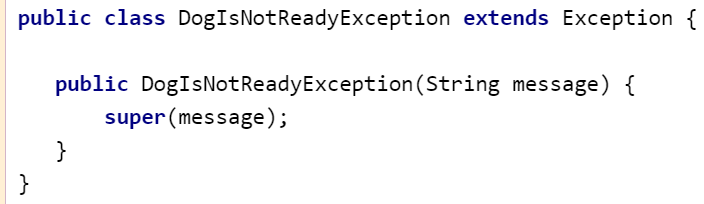 public class DogIsNotReadyException extends Exception {
public DogIsNotReadyException(String message) {
super(message);
}
}